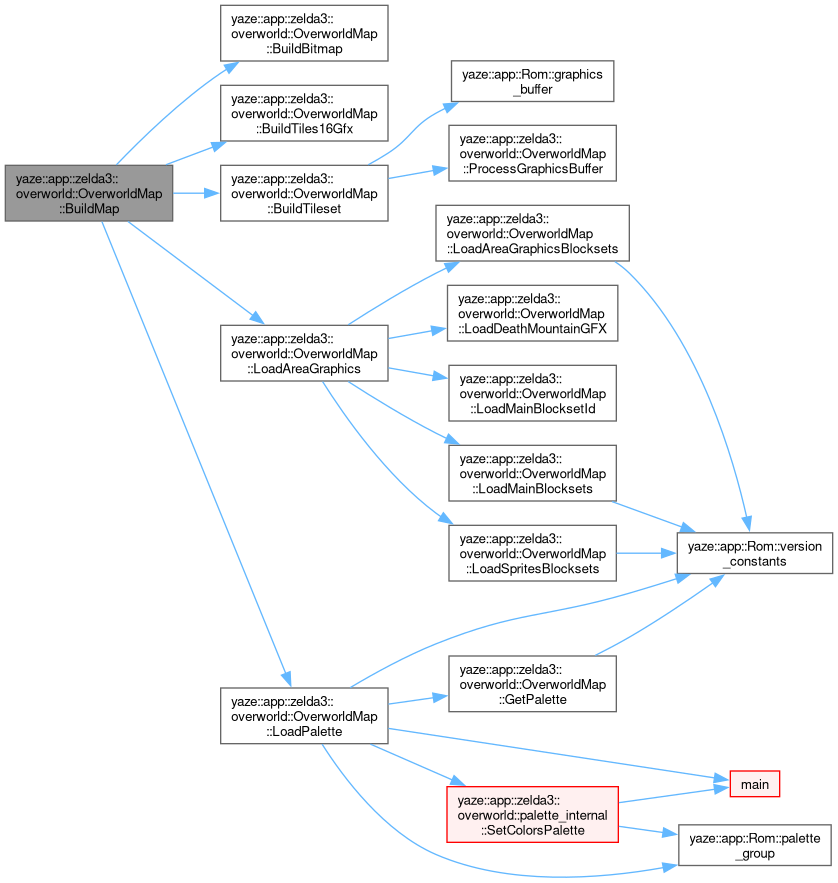 yaze::app::zelda3::
overworld::OverworldMap
::BuildMap
yaze::app::zelda3::
overworld::OverworldMap
::BuildBitmap
yaze::app::zelda3::
overworld::OverworldMap
::BuildTiles16Gfx
yaze::app::zelda3::
overworld::OverworldMap
::BuildTileset
yaze::app::Rom::graphics
_buffer
yaze::app::zelda3::
overworld::OverworldMap
::ProcessGraphicsBuffer
yaze::app::zelda3::
overworld::OverworldMap
::LoadAreaGraphics
yaze::app::zelda3::
overworld::OverworldMap
::LoadAreaGraphicsBlocksets
yaze::app::zelda3::
overworld::OverworldMap
::LoadDeathMountainGFX
yaze::app::zelda3::
overworld::OverworldMap
::LoadMainBlocksetId
yaze::app::zelda3::
overworld::OverworldMap
::LoadMainBlocksets
yaze::app::zelda3::
overworld::OverworldMap
::LoadSpritesBlocksets
yaze::app::Rom::version
_constants
yaze::app::zelda3::
overworld::OverworldMap
::LoadPalette
yaze::app::zelda3::
overworld::OverworldMap
::GetPalette
main
yaze::app::zelda3::
overworld::palette_internal
::SetColorsPalette
yaze::app::Rom::palette
_group